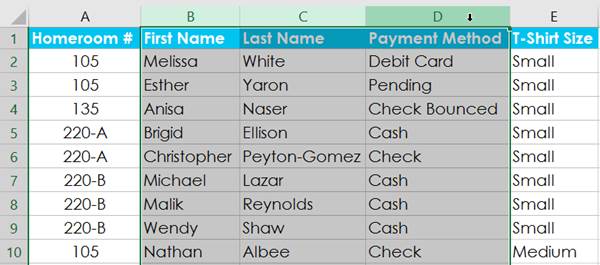 A B C D E
1 Homeroom # First Name Last Name Payment Method T-Shirt Size
2 105 Melissa White Debit Card Small
3 105 Esther Yaron Pending Small
4 135 Anisa Naser Check Bounced Small
5 220-A Brigid Ellison Cash Small
6 220-A Christopher Peyton-Gomez Check Small
7 220-B Michael Lazar Cash Small
8 220-B Malik Reynolds Cash Small
9 220-B Wendy Shaw Cash Small
10 105 Nathan Albee Check Medium